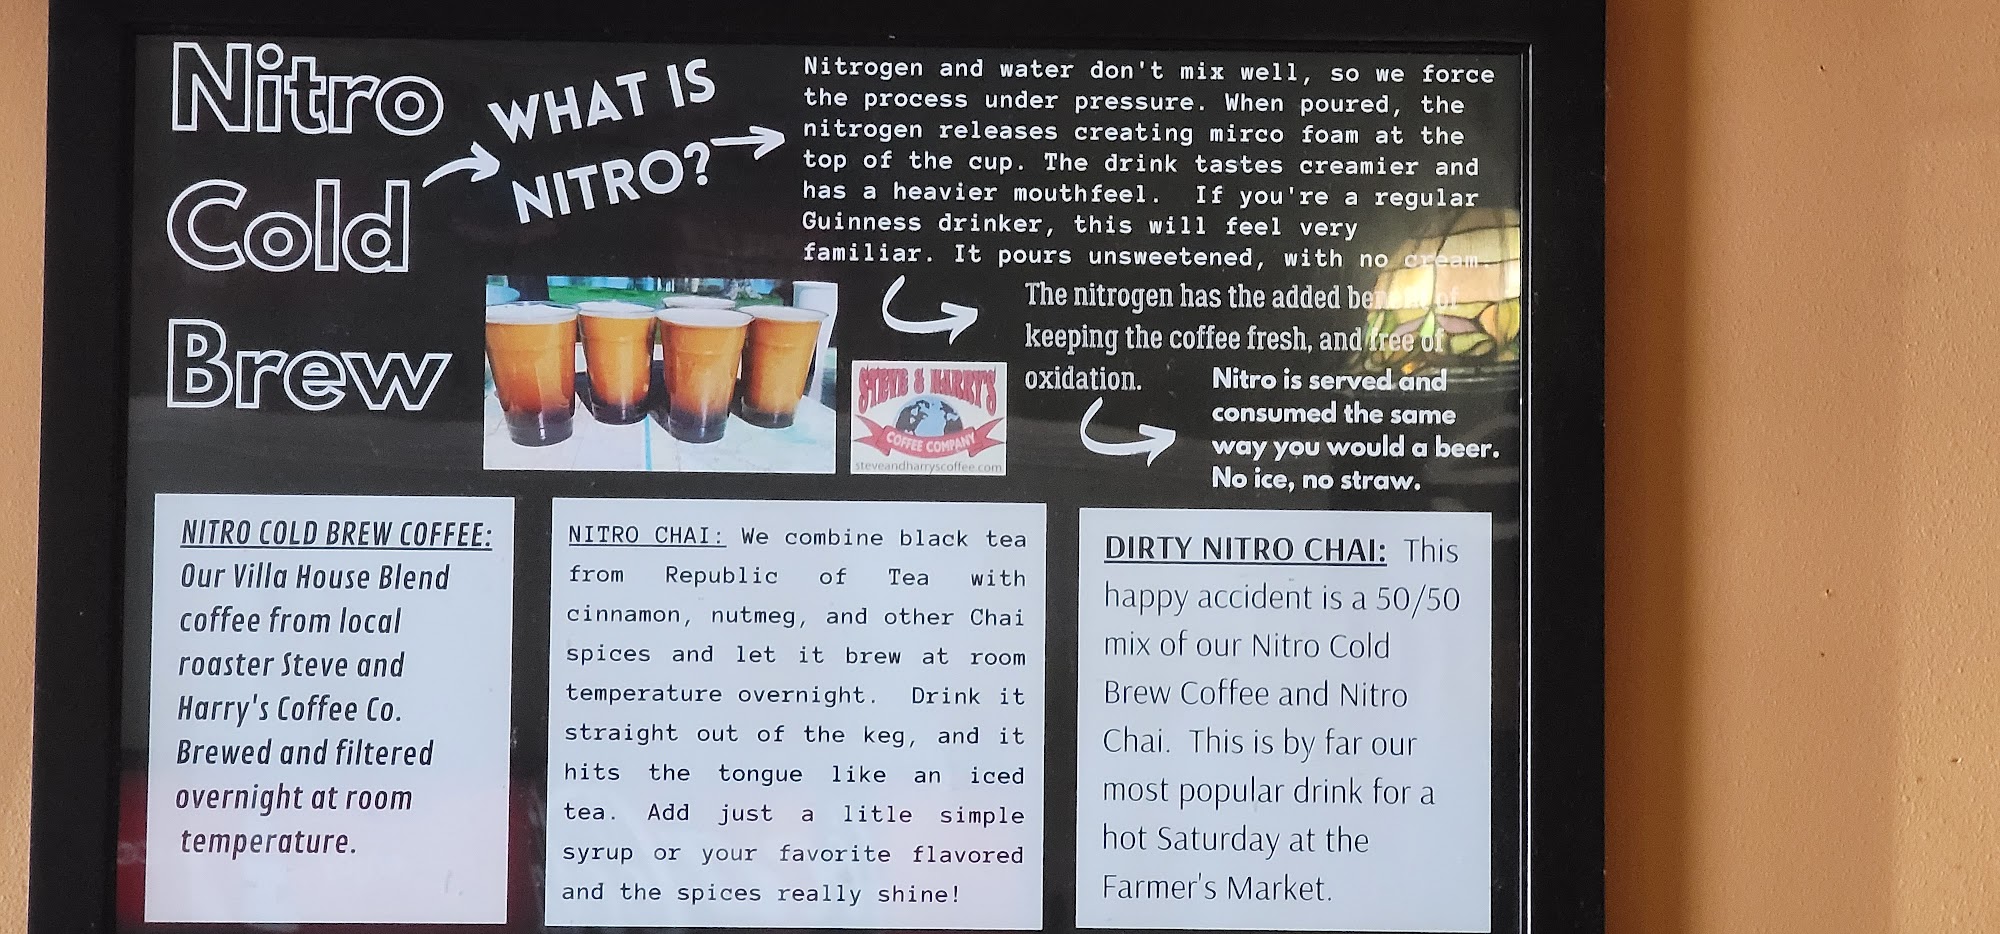 Nitro
Cold
Brew
WHAT IS
NITRO?
Nitrogen and water don't mix well, so we force
the process under pressure. When poured, the
nitrogen releases creating mirco foam at the
top of the cup. The drink tastes creamier and
has a heavier mouthfeel. If you're a regular
Guinness drinker, this will feel very
familiar. It pours unsweetened, with no cream.
The nitrogen has the added benefit of
keeping the coffee fresh, and free of
oxidation.
Nitro is served and
consumed the same
way you would a beer.
No ice, no straw.
STEVE & HARRY'S
COFFEE COMPANY
steveandharryscoffee.com
NITRO COLD BREW COFFEE:
Our Villa House Blend
coffee from local
roaster Steve and
Harry's Coffee Co.
Brewed and filtered
overnight at room
temperature.
NITRO CHAI: We combine black tea
from Republic of Tea with
cinnamon, nutmeg, and other Chai
spices and let it brew at room
temperature overnight. Drink it
straight out of the keg, and it
hits the tongue like an iced
tea. Add just a litle simple
syrup or your favorite flavored
and the spices really shine!
DIRTY NITRO CHAI: This
happy accident is a 50/50
mix of our Nitro Cold
Brew Coffee and Nitro
Chai. This is by far our
most popular drink for a
hot Saturday at the
Farmer's Market.